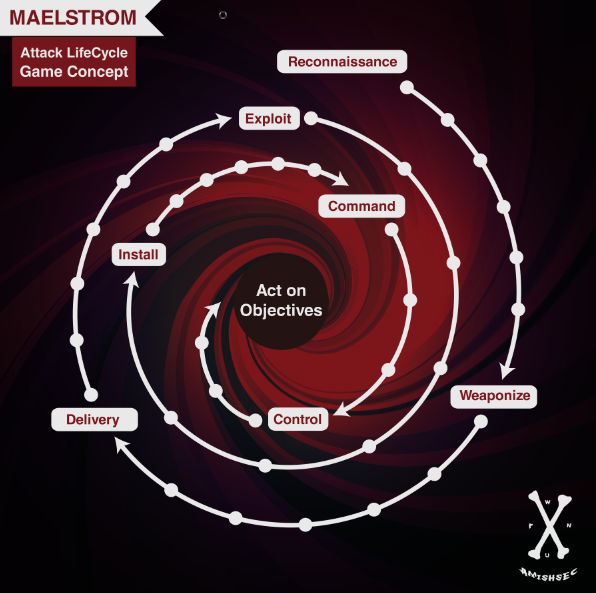 MAELSTROM
Attack LifeCycle
Game Concept
Reconnaissance
Exploit
Command
Install
Act on
Objectives
Weaponize
Delivery
Control
W
P N
U
AMISHSEC